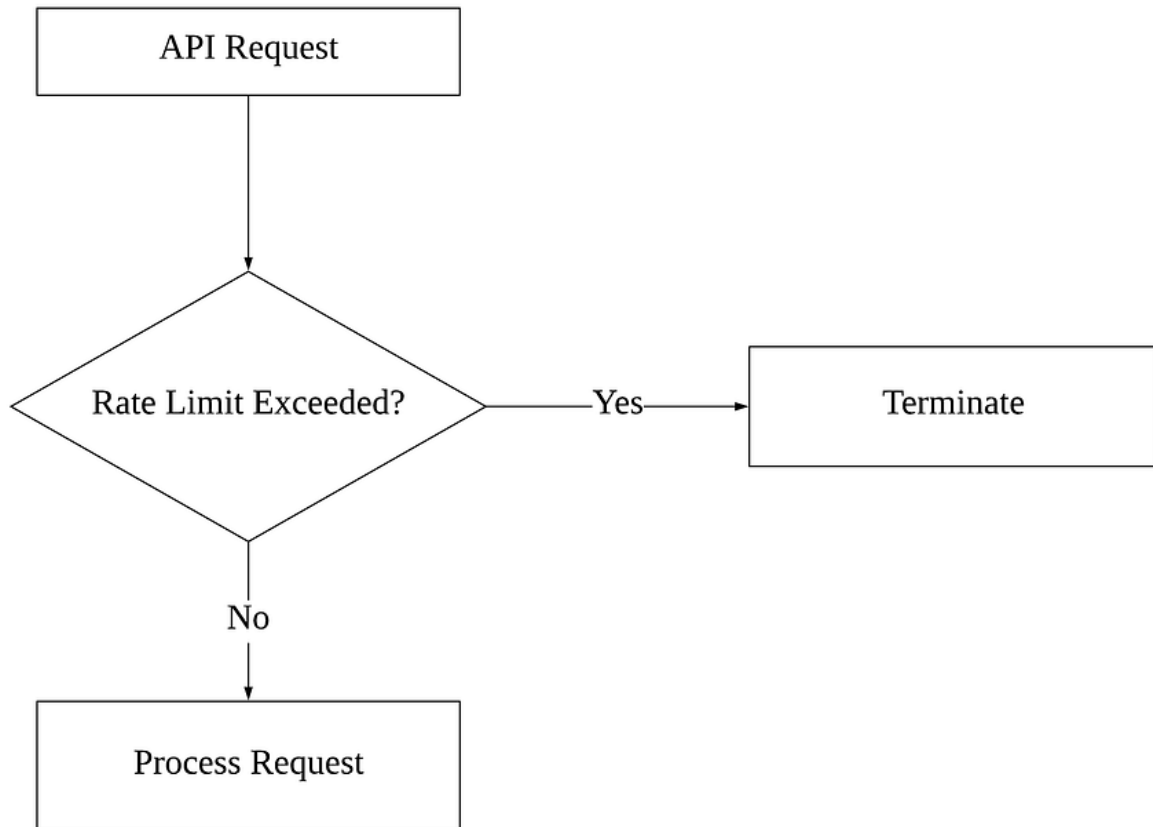 API Request
Rate Limit Exceeded?
Yes
Terminate
No
Process Request